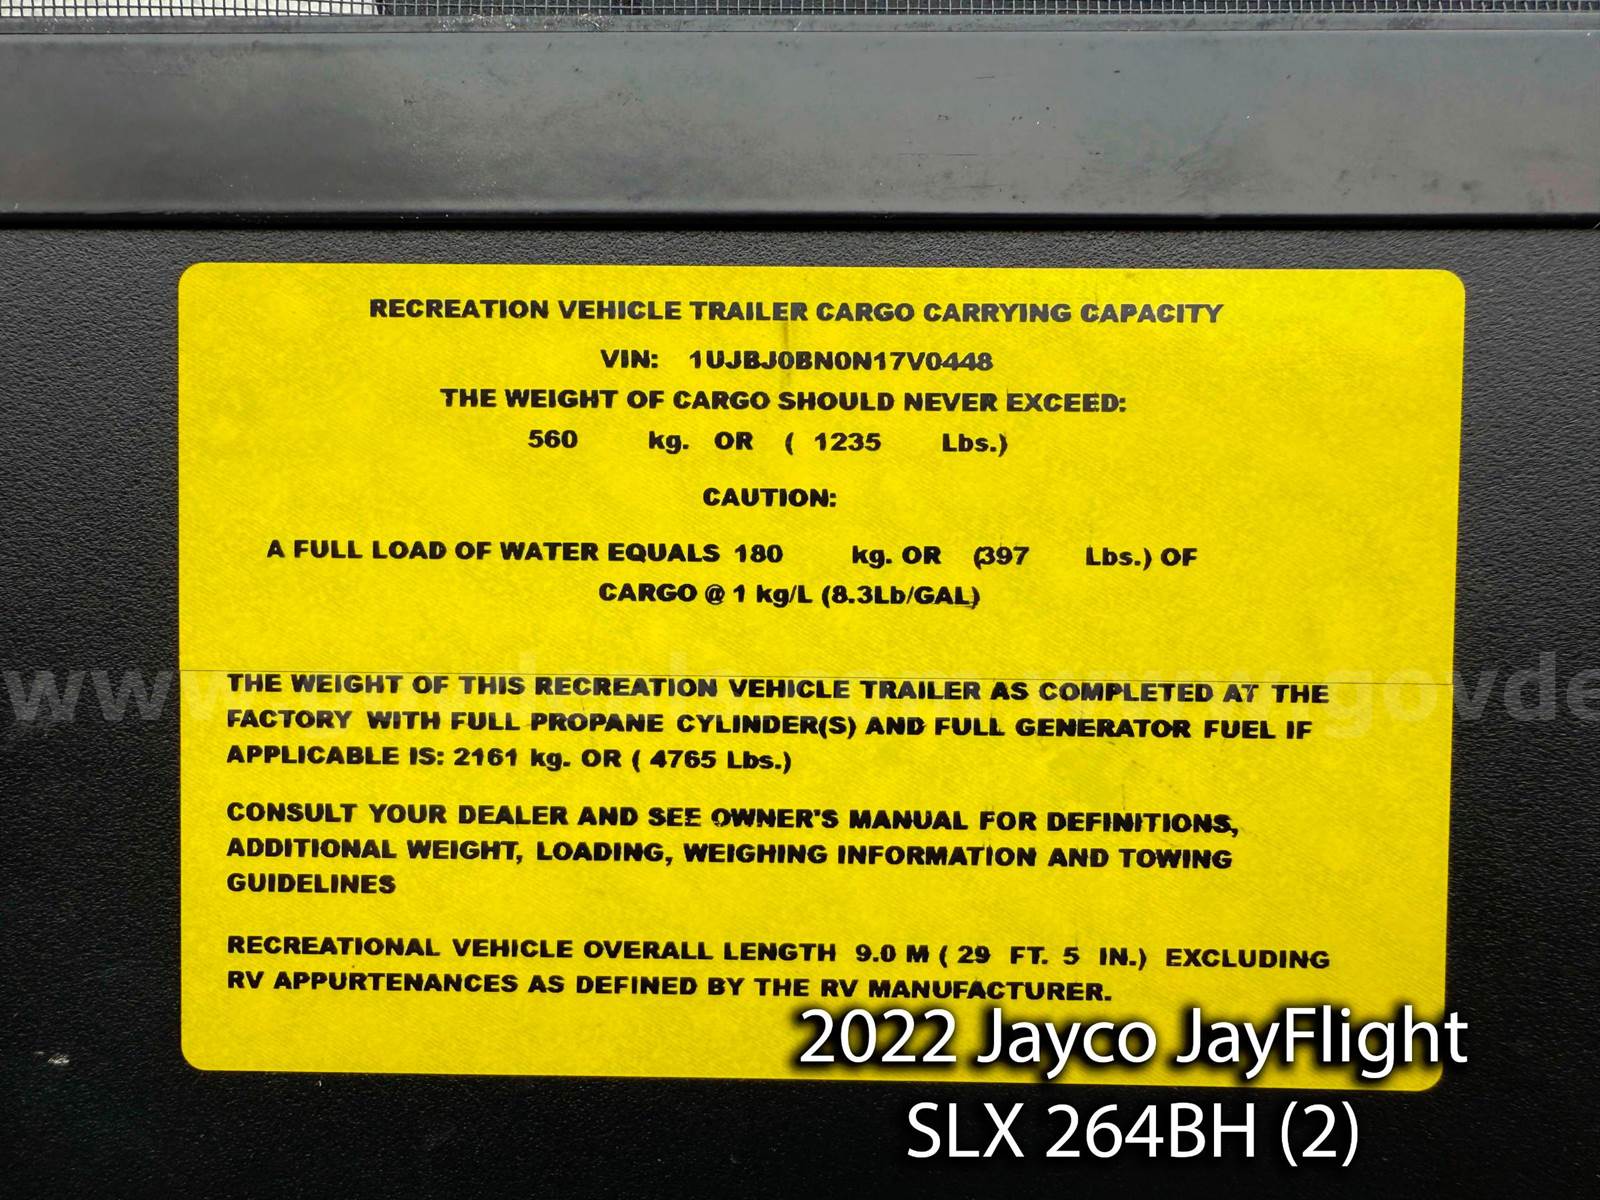 RECREATION VEHICLE TRAILER CARGO CARRYING CAPACITY
VIN: 1UJBJ0BN0N17V0448
THE WEIGHT OF CARGO SHOULD NEVER EXCEED:
560 kg. OR ( 1235 Lbs.)
CAUTION:
A FULL LOAD OF WATER EQUALS 180 kg. OR (397 Lbs.) OF
CARGO @ 1 kg/L (8.3Lb/GAL)
THE WEIGHT OF THIS RECREATION VEHICLE TRAILER AS COMPLETED AT THE
FACTORY WITH FULL PROPANE CYLINDER(S) AND FULL GENERATOR FUEL IF
APPLICABLE IS: 2161 kg. OR ( 4765 Lbs.)
CONSULT YOUR DEALER AND SEE OWNER'S MANUAL FOR DEFINITIONS,
ADDITIONAL WEIGHT, LOADING, WEIGHING INFORMATION AND TOWING
GUIDELINES
RECREATIONAL VEHICLE OVERALL LENGTH 9.0 M ( 29 FT. 5 IN.) EXCLUDING
RV APPURTENANCES AS DEFINED BY THE RV MANUFACTURER.
2022 Jayco JayFlight
SLX 264BH (2)